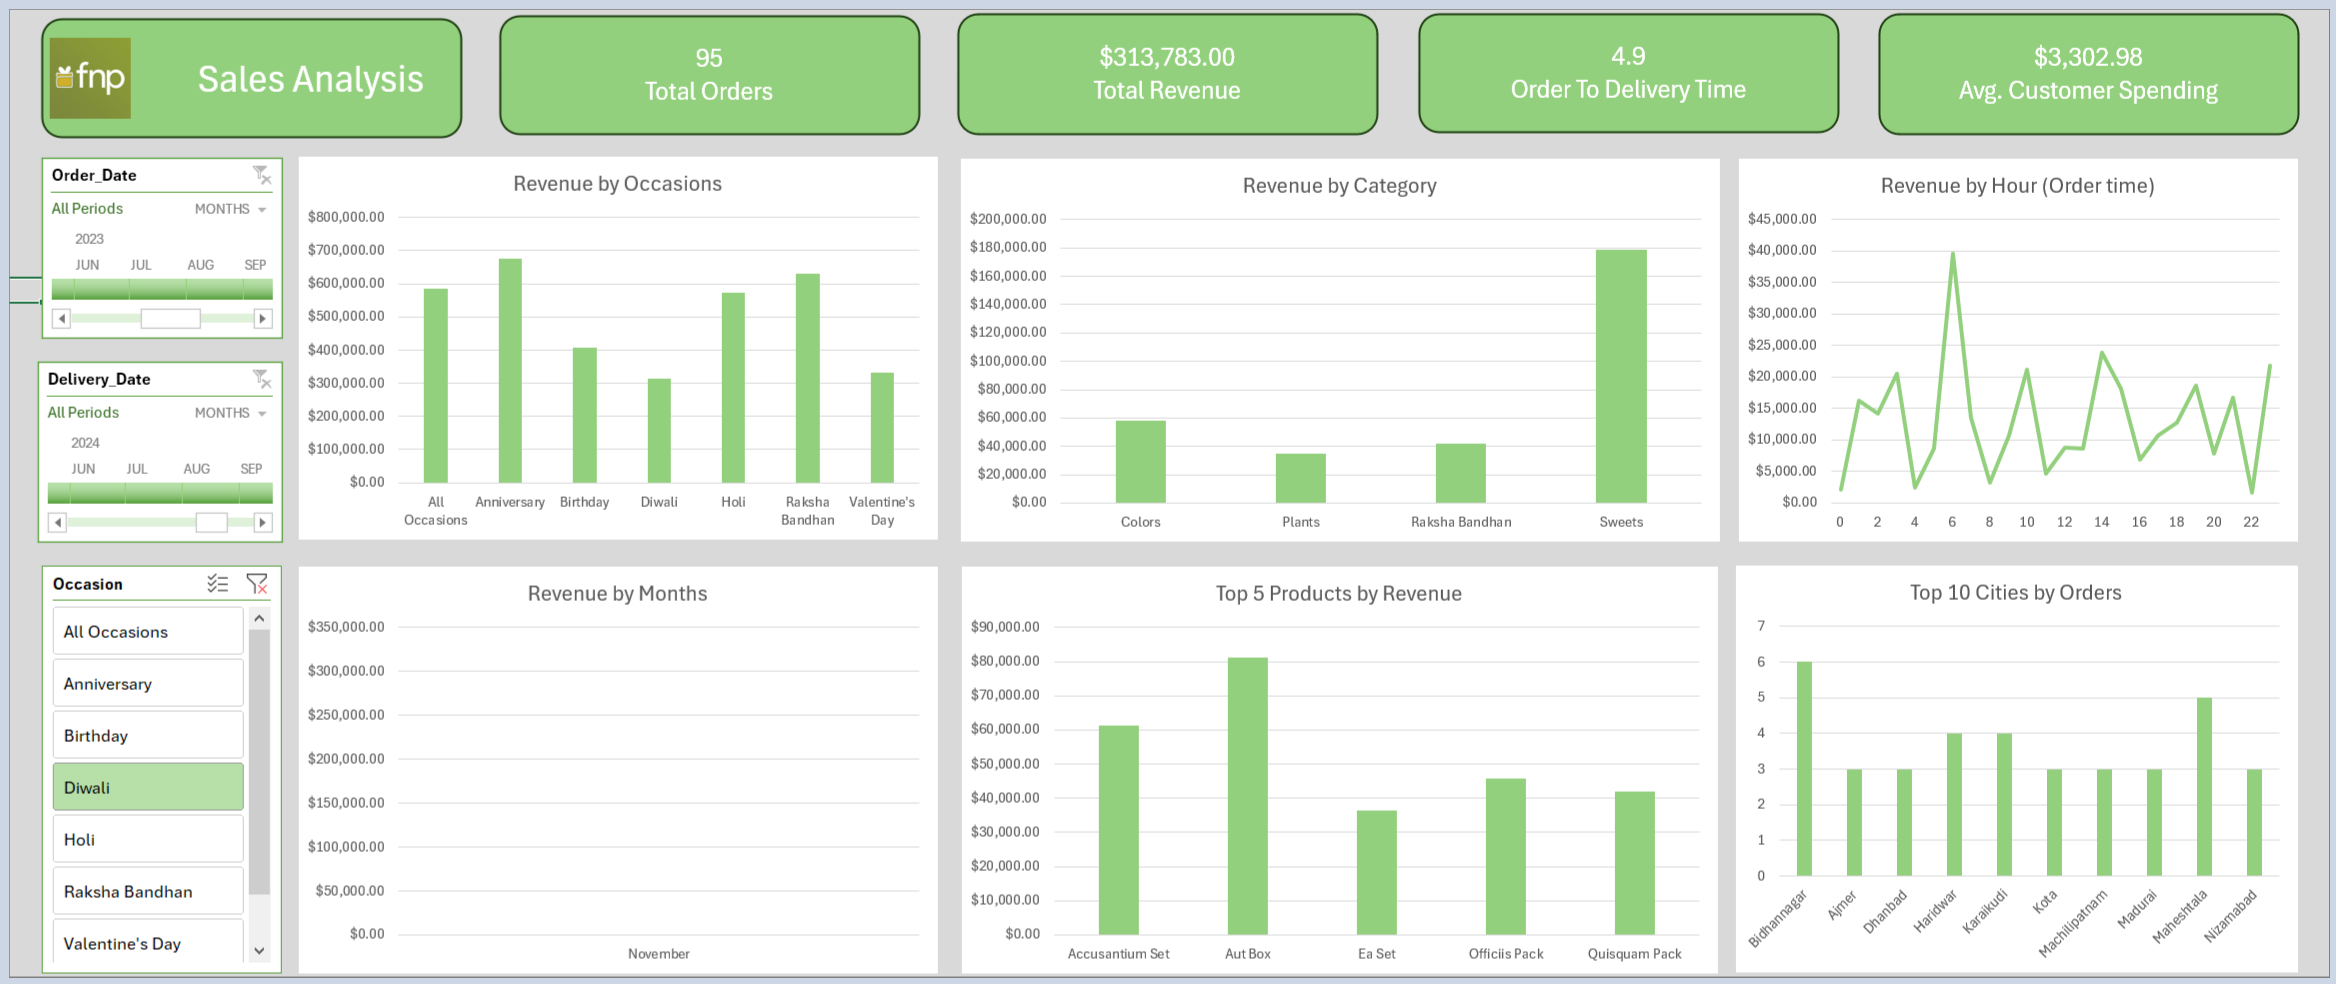 fnp
Sales Analysis
95
Total Orders
$313,783.00
Total Revenue
4.9
Order To Delivery Time
$3,302.98
Avg. Customer Spending
Order_Date
All Periods MONTHS
2023
JUN JUL AUG SEP
Delivery_Date
All Periods MONTHS
2024
JUN JUL AUG SEP
Occasion
All Occasions
Anniversary
Birthday
Diwali
Holi
Raksha Bandhan
Valentine's Day
Revenue by Occasions
$800,000.00
$700,000.00
$600,000.00
$500,000.00
$400,000.00
$300,000.00
$200,000.00
$100,000.00
$0.00
All Occasions Anniversary Birthday Diwali Holi Raksha Bandhan Valentine's Day
Revenue by Category
$200,000.00
$180,000.00
$160,000.00
$140,000.00
$120,000.00
$100,000.00
$80,000.00
$60,000.00
$40,000.00
$20,000.00
$0.00
Colors Plants Raksha Bandhan Sweets
Revenue by Hour (Order time)
$45,000.00
$40,000.00
$35,000.00
$30,000.00
$25,000.00
$20,000.00
$15,000.00
$10,000.00
$5,000.00
$0.00
0 2 4 6 8 10 12 14 16 18 20 22
Revenue by Months
$350,000.00
$300,000.00
$250,000.00
$200,000.00
$150,000.00
$100,000.00
$50,000.00
$0.00
November
Top 5 Products by Revenue
$90,000.00
$80,000.00
$70,000.00
$60,000.00
$50,000.00
$40,000.00
$30,000.00
$20,000.00
$10,000.00
$0.00
Accusantium Set Aut Box Ea Set Officiis Pack Quisquam Pack
Top 10 Cities by Orders
7
6
5
4
3
2
1
0
Bidhannagar Ajmer Dhanbad Haridwar Karaikudi Kota Machilipatnam Madurai Maheshtala Nizamabad